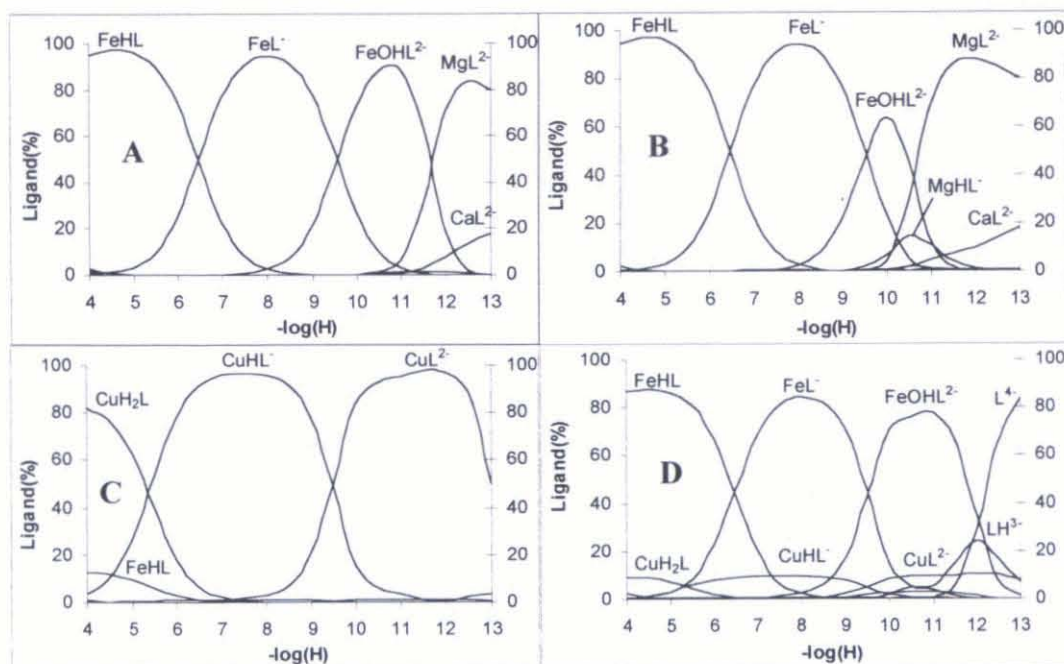 FeHL FeL⁻ FeOHL²⁻ MgL²⁻
100 100
80 80
60 60
40 40
20 20
0 0
A
CaL²⁻
Ligand(%)
4 5 6 7 8 9 10 11 12 13
-log(H)
FeHL FeL⁻ MgL²⁻
FeOHL²⁻
100 100
80 80
60 60
40 40
20 20
0 0
B
MgHL⁻
CaL²⁻
Ligand(%)
4 5 6 7 8 9 10 11 12 13
-log(H)
CuHL⁻ CuL²⁻
CuH₂L
100 100
80 80
60 60
40 40
20 20
0 0
C
FeHL
Ligand(%)
4 5 6 7 8 9 10 11 12 13
-log(H)
FeHL FeL⁻ FeOHL²⁻ L⁴⁻
100 100
80 80
60 60
40 40
20 20
0 0
D
LH³⁻
CuH₂L CuHL⁻ CuL²⁻
Ligand(%)
4 5 6 7 8 9 10 11 12 13
-log(H)